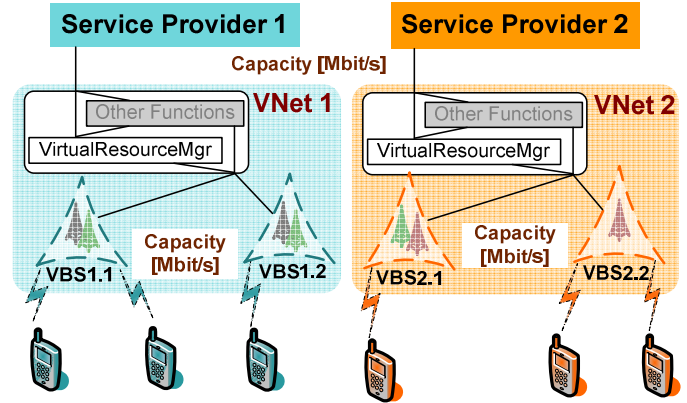 Service Provider 1
Service Provider 2
Capacity [Mbit/s]
VNet 1
VNet 2
Other Functions
Other Functions
VirtualResourceMgr
VirtualResourceMgr
Capacity
[Mbit/s]
Capacity
[Mbit/s]
VBS1.1
VBS1.2
VBS2.1
VBS2.2